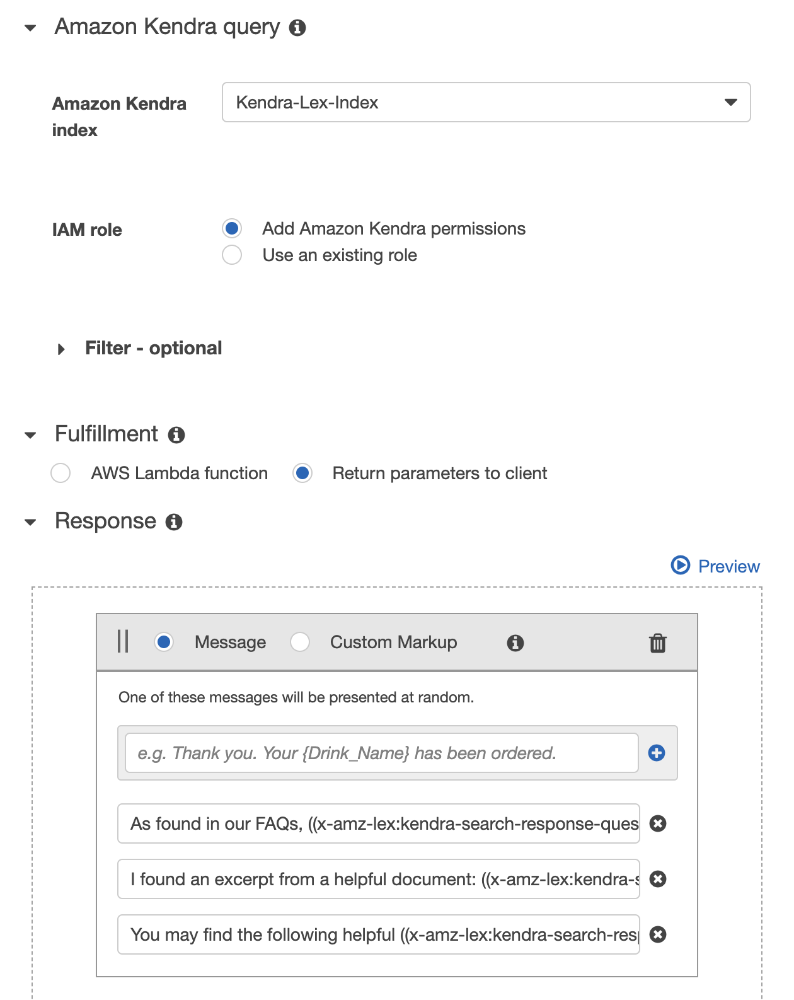 Amazon Kendra query
Amazon Kendra
index
Kendra-Lex-Index
IAM role
Add Amazon Kendra permissions
Use an existing role
Filter - optional
Fulfillment
AWS Lambda function
Return parameters to client
Response
Preview
Message
Custom Markup
One of these messages will be presented at random.
e.g. Thank you. Your {Drink_Name} has been ordered.
As found in our FAQs, ((x-amz-lex:kendra-search-response-ques
I found an excerpt from a helpful document: ((x-amz-lex:kendra-s
You may find the following helpful ((x-amz-lex:kendra-search-resp